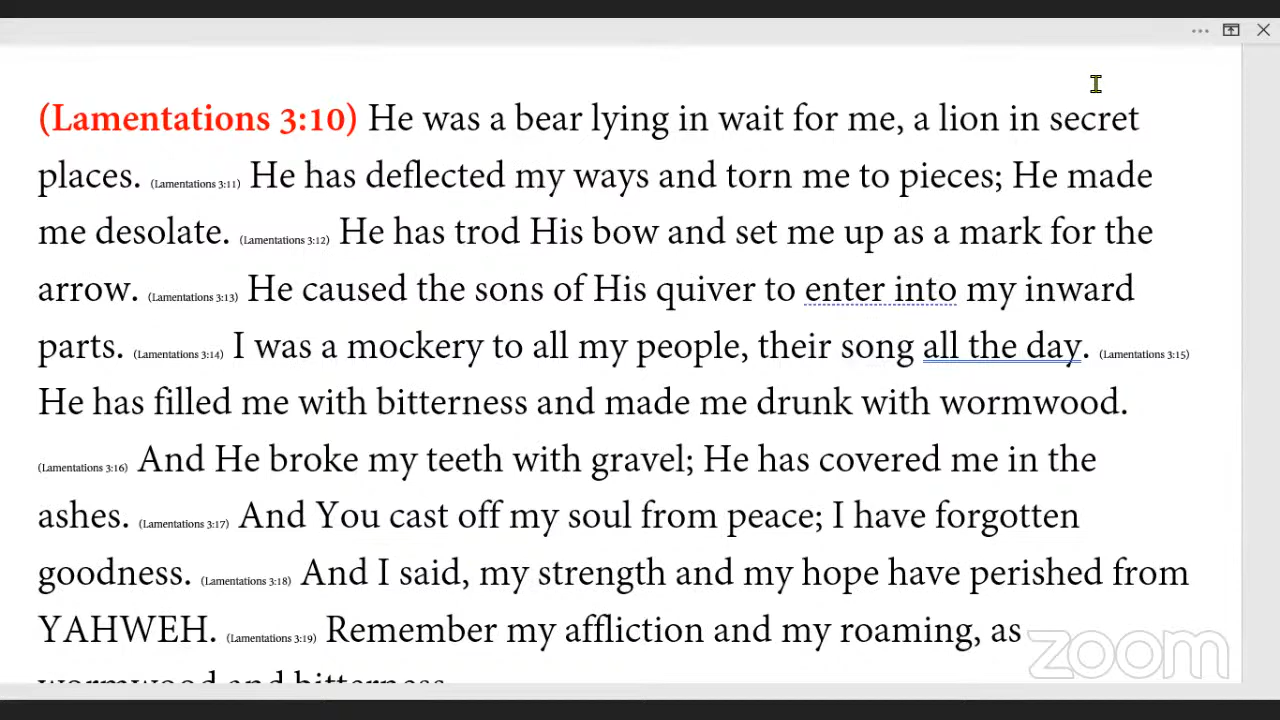 (Lamentations 3:10) He was a bear lying in wait for me, a lion in secret
places. (Lamentations 3:11) He has deflected my ways and torn me to pieces; He made
me desolate. (Lamentations 3:12) He has trod His bow and set me up as a mark for the
arrow. (Lamentations 3:13) He caused the sons of His quiver to enter into my inward
parts. (Lamentations 3:14) I was a mockery to all my people, their song all the day. (Lamentations 3:15)
He has filled me with bitterness and made me drunk with wormwood.
(Lamentations 3:16) And He broke my teeth with gravel; He has covered me in the
ashes. (Lamentations 3:17) And You cast off my soul from peace; I have forgotten
goodness. (Lamentations 3:18) And I said, my strength and my hope have perished from
YAHWEH. (Lamentations 3:19) Remember my affliction and my roaming, as
wormwood and bitterness.
zoom